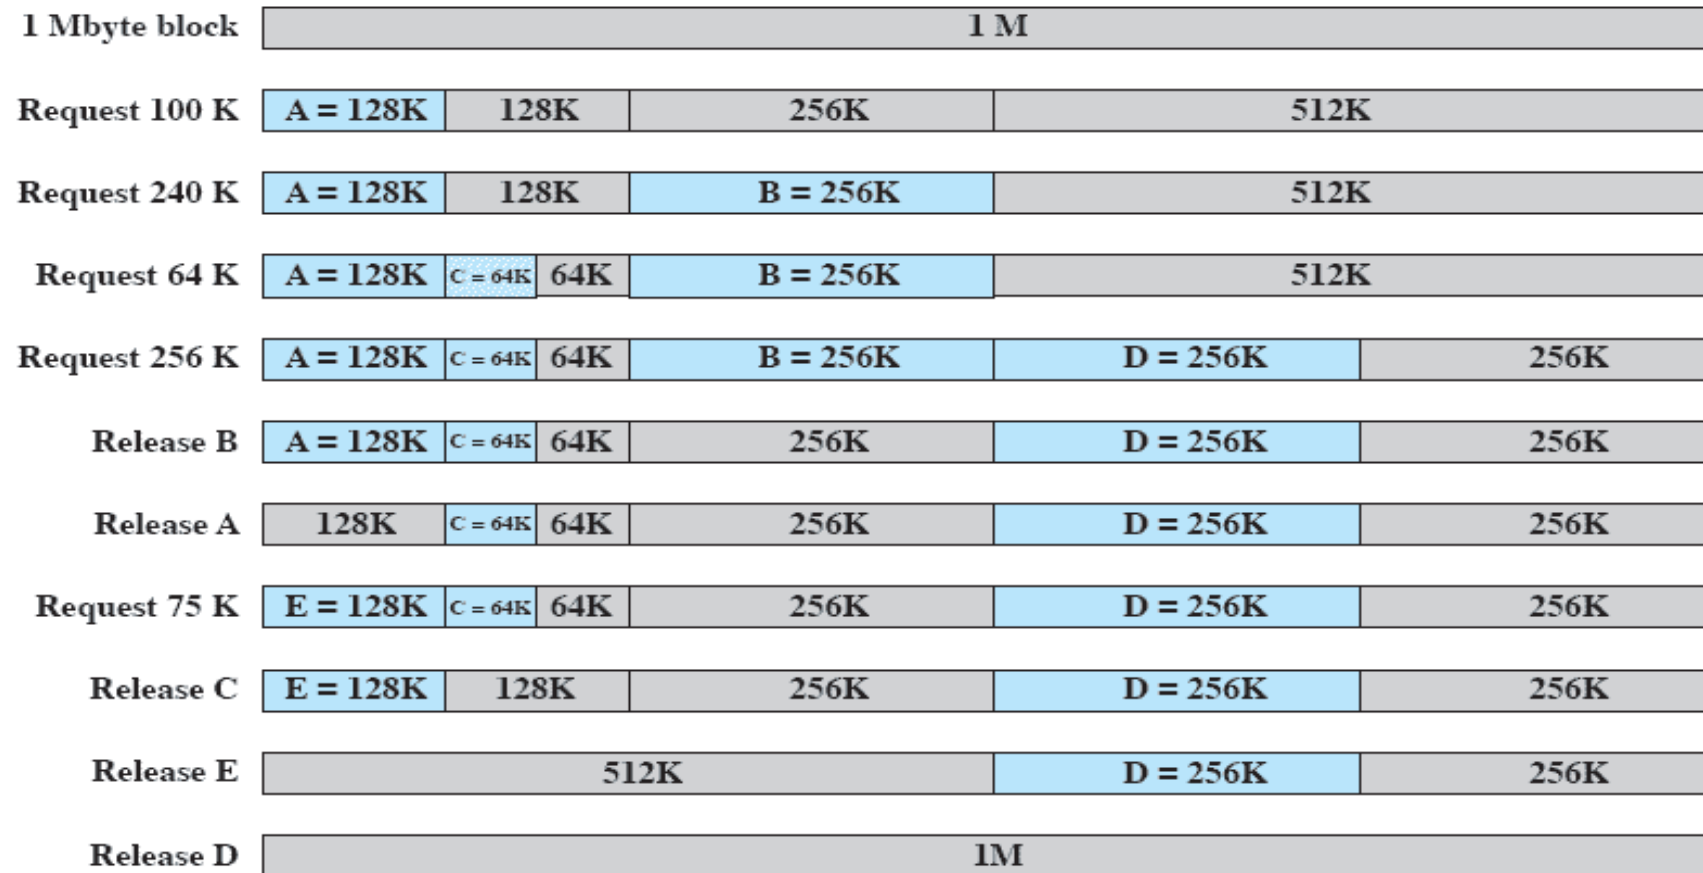 1 Mbyte block 1 M
Request 100 K A = 128K 128K 256K 512K
Request 240 K A = 128K 128K B = 256K 512K
Request 64 K A = 128K C = 64K 64K B = 256K 512K
Request 256 K A = 128K C = 64K 64K B = 256K D = 256K 256K
Release B A = 128K C = 64K 64K 256K D = 256K 256K
Release A 128K C = 64K 64K 256K D = 256K 256K
Request 75 K E = 128K C = 64K 64K 256K D = 256K 256K
Release C E = 128K 128K 256K D = 256K 256K
Release E 512K D = 256K 256K
Release D 1M